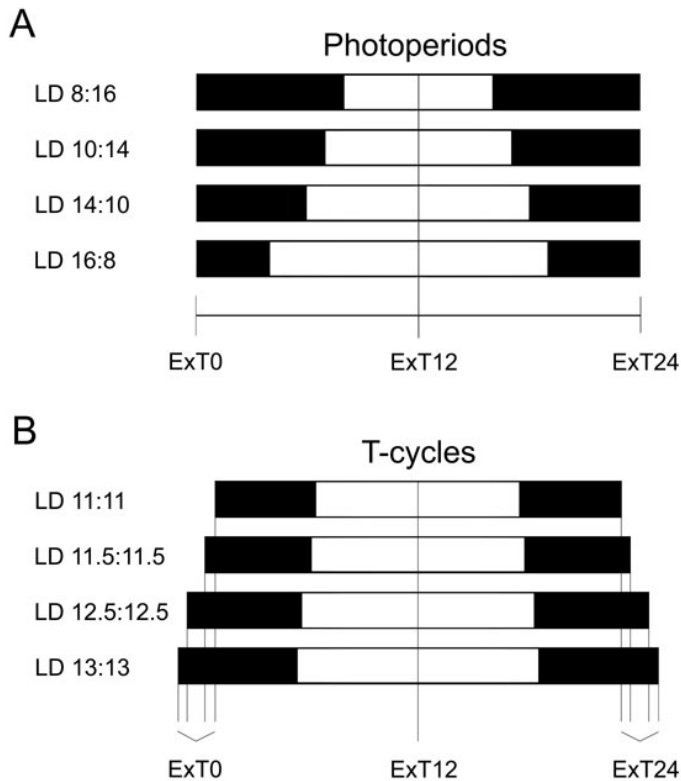 A
Photoperiods
LD 8:16
LD 10:14
LD 14:10
LD 16:8
ExT0 ExT12 ExT24
B
T-cycles
LD 11:11
LD 11.5:11.5
LD 12.5:12.5
LD 13:13
ExT0 ExT12 ExT24